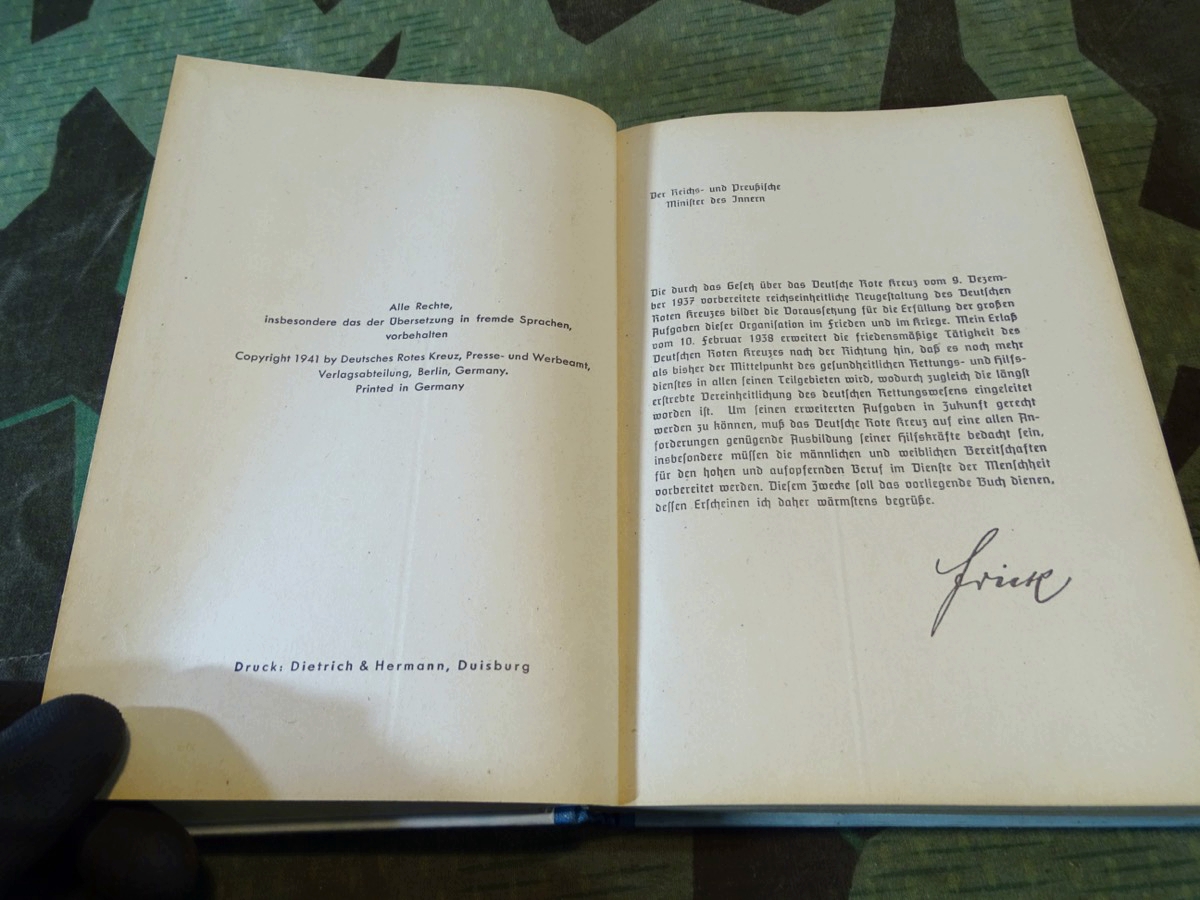 Alle Rechte,
insbesondere das der Übersetzung in fremde Sprachen,
vorbehalten
Copyright 1941 by Deutsches Rotes Kreuz, Presse- und Werbeamt,
Verlagsabteilung, Berlin, Germany.
Printed in Germany
Druck: Dietrich & Hermann, Duisburg
Der Reichs- und Preußische
Minister des Innern
Die durch das Gesetz über das Deutsche Rote Kreuz vom 9. Dezem-
ber 1937 vorbereitete reichseinheitliche Neugestaltung des Deutschen
Roten Kreuzes bildet die Voraussetzung für die Erfüllung der großen
Aufgaben dieser Organisation im Frieden und im Kriege. Mein Erlaß
vom 10. Februar 1938 erweitert die friedensmäßige Tätigkeit des
Deutschen Roten Kreuzes nach der Richtung hin, daß es noch mehr
als bisher der Mittelpunkt des gesundheitlichen Rettungs- und Hilfs-
dienstes in allen seinen Teilgebieten wird, wodurch zugleich die längst
erstrebte Vereinheitlichung des deutschen Rettungswesens eingeleitet
worden ist. Um seinen erweiterten Aufgaben in Zukunft gerecht
werden zu können, muß das Deutsche Rote Kreuz auf eine allen An-
forderungen genügende Ausbildung seiner Hilfskräfte bedacht sein,
insbesondere müssen die männlichen und weiblichen Bereitschaften
für den hohen und aufopfernden Beruf im Dienste der Menschheit
vorbereitet werden. Diesem Zwecke soll das vorliegende Buch dienen,
dessen Erscheinen ich daher wärmstens begrüße.
Frick